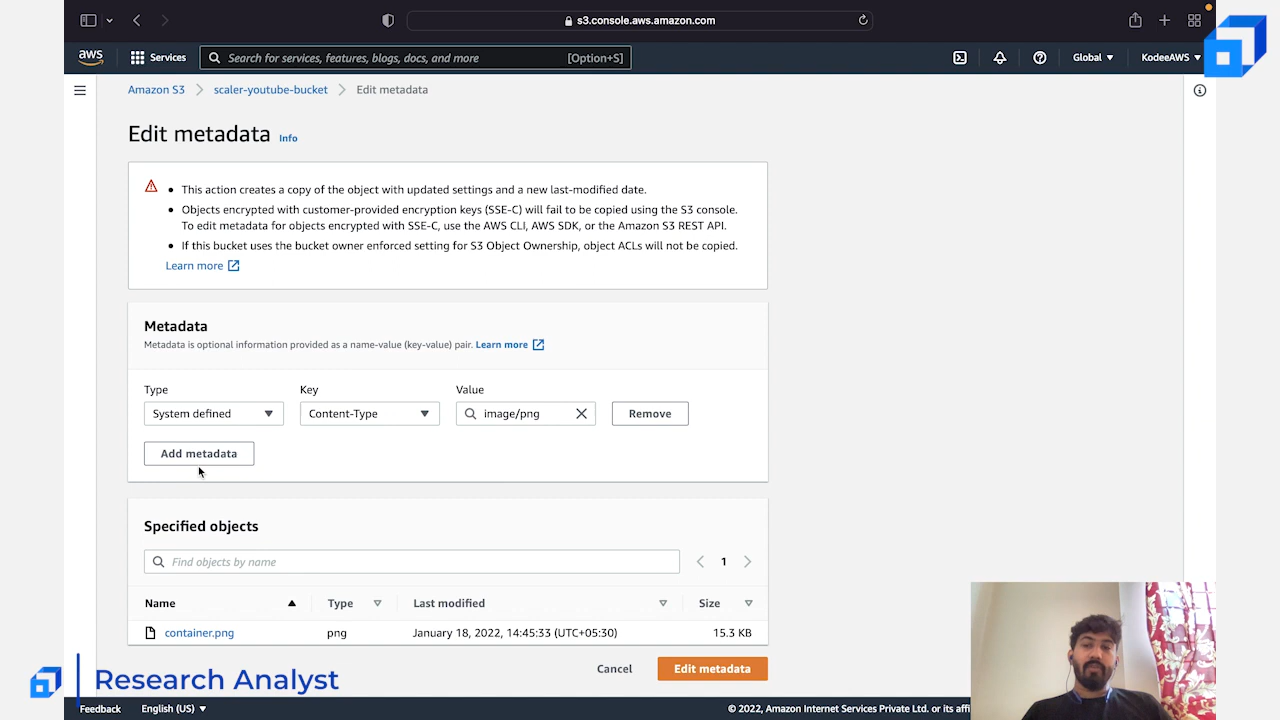 s3.console.aws.amazon.com
aws
Services
Search for services, features, blogs, docs, and more
[Option+S]
Global
KodeeAWS
Amazon S3
scaler-youtube-bucket
Edit metadata
Edit metadata
Info
This action creates a copy of the object with updated settings and a new last-modified date.
Objects encrypted with customer-provided encryption keys (SSE-C) will fail to be copied using the S3 console.
To edit metadata for objects encrypted with SSE-C, use the AWS CLI, AWS SDK, or the Amazon S3 REST API.
If this bucket uses the bucket owner enforced setting for S3 Object Ownership, object ACLs will not be copied.
Learn more
Metadata
Metadata is optional information provided as a name-value (key-value) pair. Learn more
Type
Key
Value
System defined
Content-Type
image/png
Remove
Add metadata
Specified objects
Find objects by name
1
Name
Type
Last modified
Size
container.png
png
January 18, 2022, 14:45:33 (UTC+05:30)
15.3 KB
Cancel
Edit metadata
Research Analyst
Feedback
English (US)
© 2022, Amazon Internet Services Private Ltd. or its affi